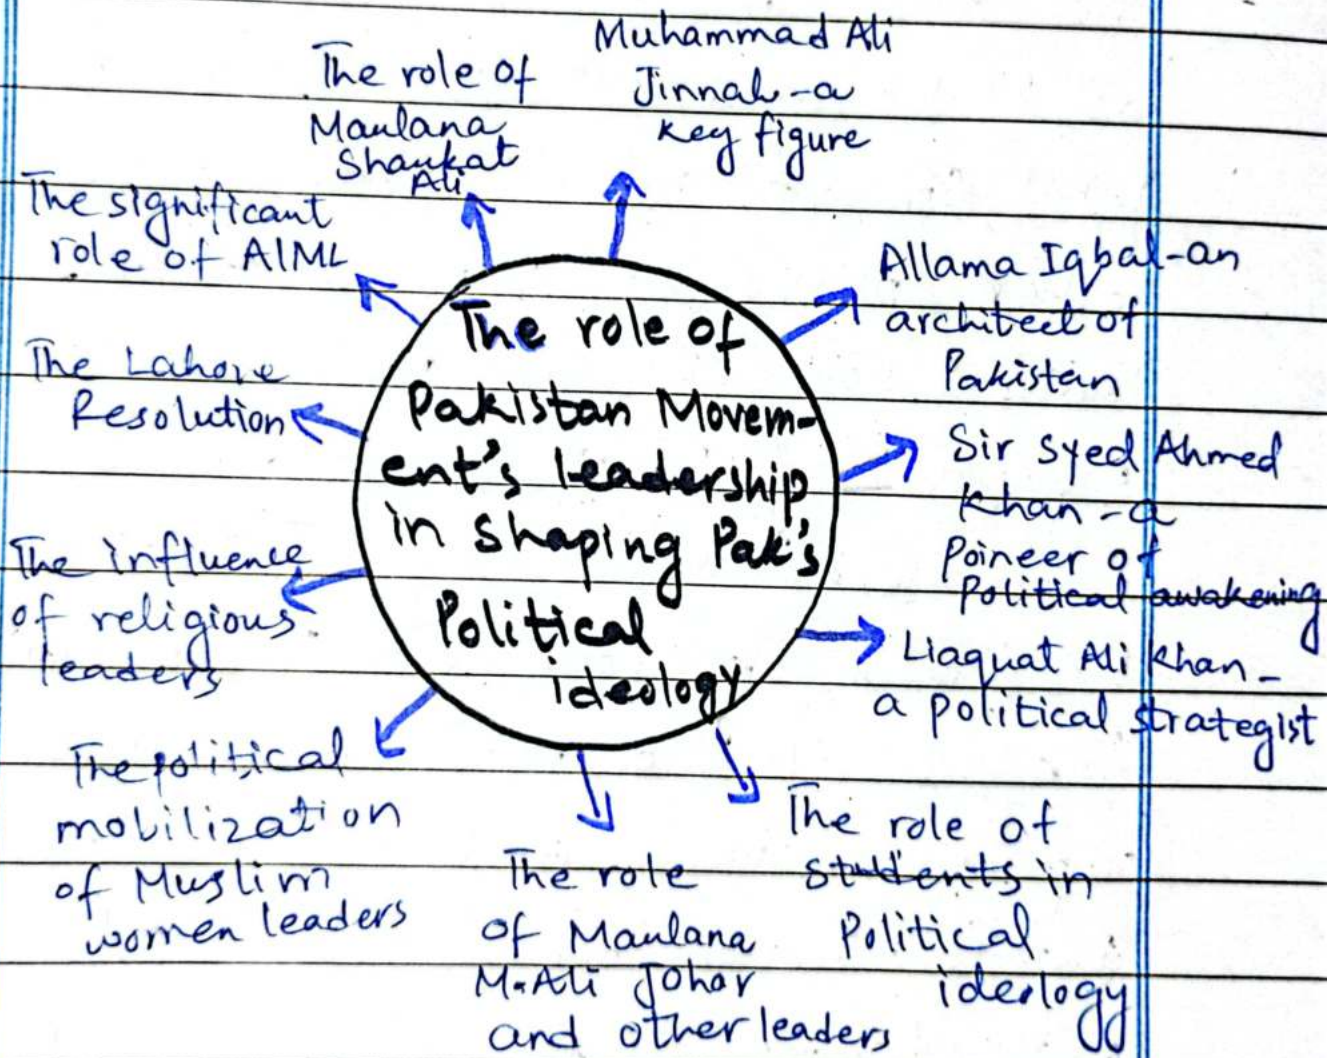 The role of
Pakistan Movem-
ent's leadership
in shaping Pak's
Political
ideology
Muhammad Ali
Jinnah - a
key figure
Allama Iqbal - an
architect of
Pakistan
Sir Syed Ahmed
Khan - a
Poineer of
Political awakening
Liaquat Ali Khan -
a political strategist
The role of
students in
Political
ideology
The role
of Maulana
M. Ali Johar
and other leaders
The political
mobilization
of Muslim
women leaders
The influence
of religious
leaders
The Lahore
Resolution
The significant
role of AIML
The role of
Maulana
Shaukat
Ali